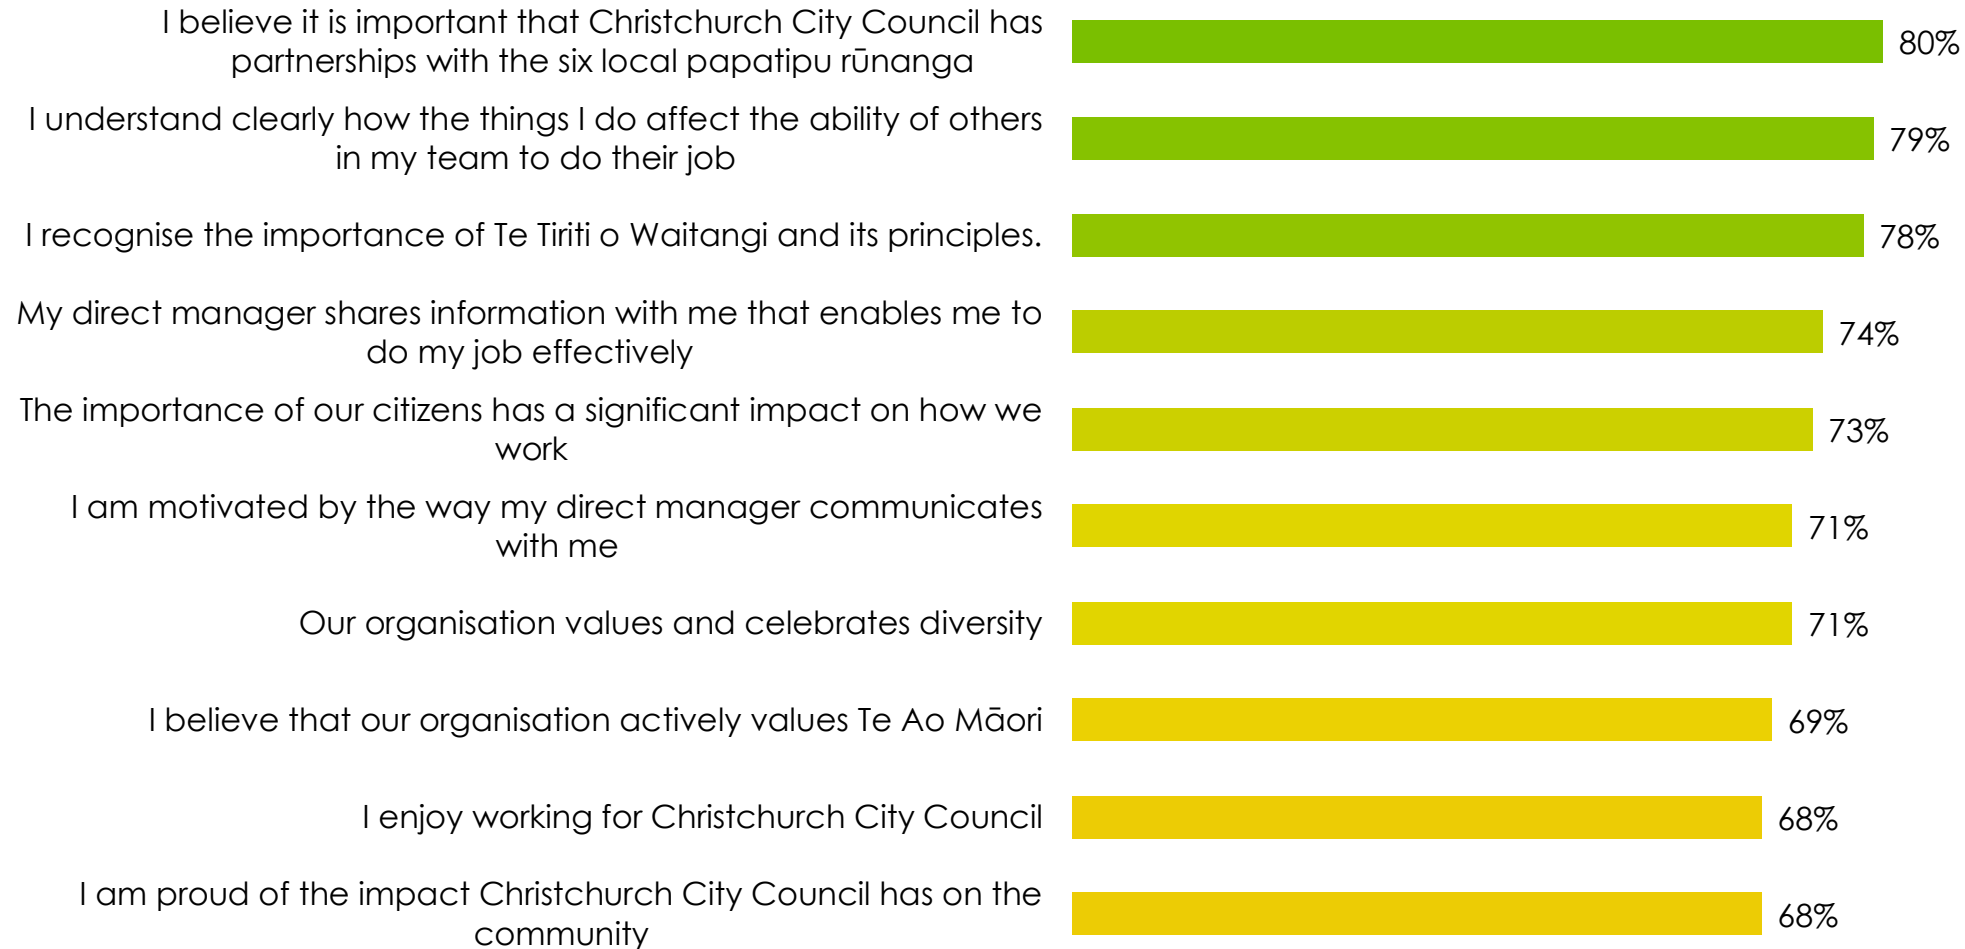 I believe it is important that Christchurch City Council has
partnerships with the six local papatipu rūnanga
80%
I understand clearly how the things I do affect the ability of others
in my team to do their job
79%
I recognise the importance of Te Tiriti o Waitangi and its principles.
78%
My direct manager shares information with me that enables me to
do my job effectively
74%
The importance of our citizens has a significant impact on how we
work
73%
I am motivated by the way my direct manager communicates
with me
71%
Our organisation values and celebrates diversity
71%
I believe that our organisation actively values Te Ao Māori
69%
I enjoy working for Christchurch City Council
68%
I am proud of the impact Christchurch City Council has on the
community
68%